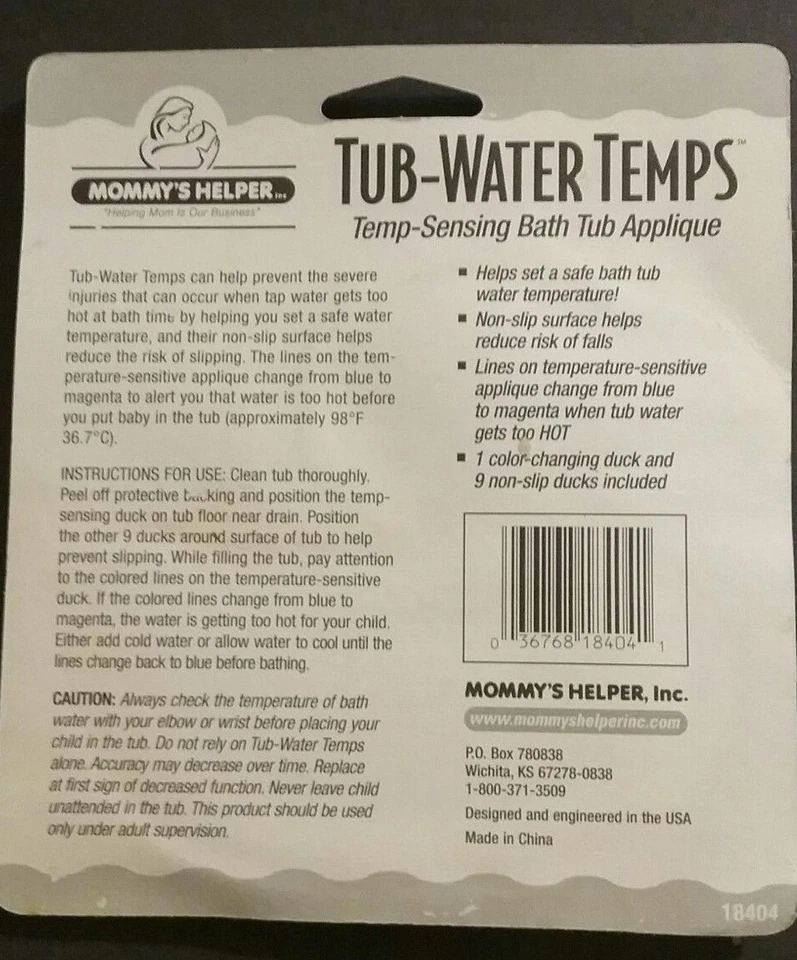 MOMMY'S HELPER Inc
"Helping Mom Is Our Business"
TUB-WATER TEMPS™
Temp-Sensing Bath Tub Applique
Tub-Water Temps can help prevent the severe
injuries that can occur when tap water gets too
hot at bath time by helping you set a safe water
temperature, and their non-slip surface helps
reduce the risk of slipping. The lines on the tem-
perature-sensitive applique change from blue to
magenta to alert you that water is too hot before
you put baby in the tub (approximately 98°F
36.7°C).
INSTRUCTIONS FOR USE: Clean tub thoroughly.
Peel off protective backing and position the temp-
sensing duck on tub floor near drain. Position
the other 9 ducks around surface of tub to help
prevent slipping. While filling the tub, pay attention
to the colored lines on the temperature-sensitive
duck. If the colored lines change from blue to
magenta, the water is getting too hot for your child.
Either add cold water or allow water to cool until the
lines change back to blue before bathing.
CAUTION: Always check the temperature of bath
water with your elbow or wrist before placing your
child in the tub. Do not rely on Tub-Water Temps
alone. Accuracy may decrease over time. Replace
at first sign of decreased function. Never leave child
unattended in the tub. This product should be used
only under adult supervision.
▪ Helps set a safe bath tub
water temperature!
▪ Non-slip surface helps
reduce risk of falls
▪ Lines on temperature-sensitive
applique change from blue
to magenta when tub water
gets too HOT
▪ 1 color-changing duck and
9 non-slip ducks included
0 36768 18404 1
MOMMY'S HELPER, Inc.
www.mommyshelperinc.com
P.O. Box 780838
Wichita, KS 67278-0838
1-800-371-3509
Designed and engineered in the USA
Made in China
18404